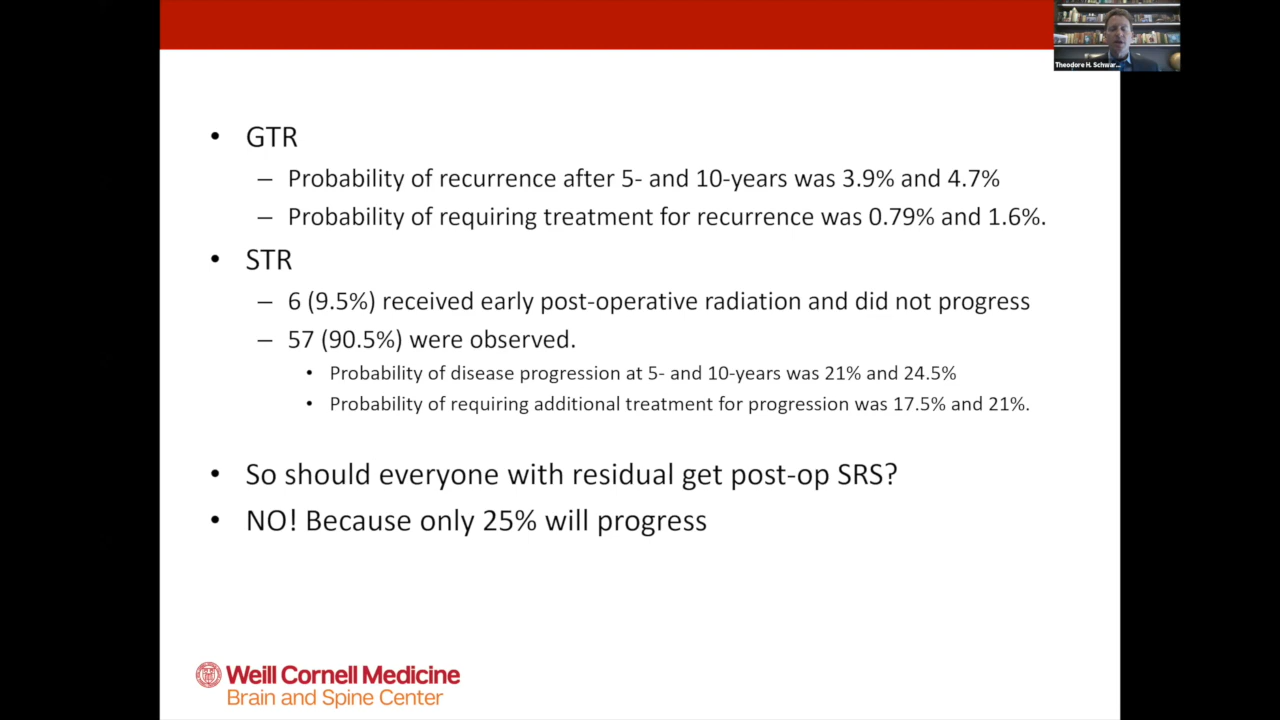 Theodore H. Schwar...
• GTR
– Probability of recurrence after 5- and 10-years was 3.9% and 4.7%
– Probability of requiring treatment for recurrence was 0.79% and 1.6%.
• STR
– 6 (9.5%) received early post-operative radiation and did not progress
– 57 (90.5%) were observed.
• Probability of disease progression at 5- and 10-years was 21% and 24.5%
• Probability of requiring additional treatment for progression was 17.5% and 21%.
• So should everyone with residual get post-op SRS?
• NO! Because only 25% will progress
Weill Cornell Medicine
Brain and Spine Center